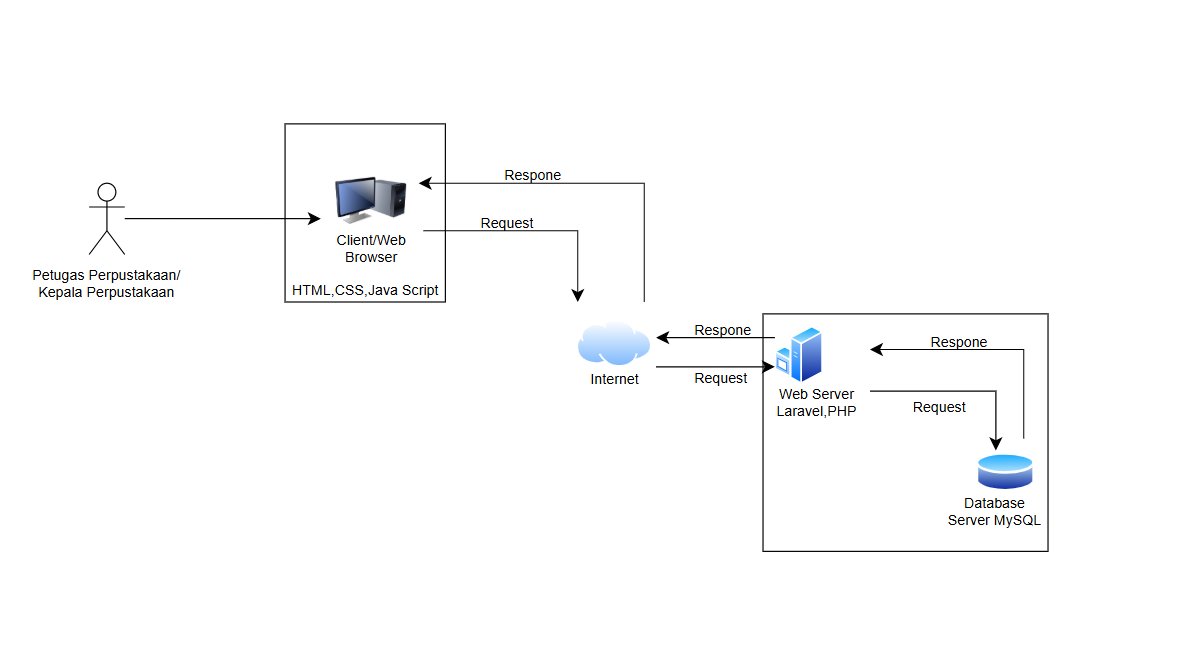 Petugas Perpustakaan/
Kepala Perpustakaan
Client/Web
Browser
HTML,CSS,Java Script
Respone
Request
Internet
Respone
Request
Web Server
Laravel,PHP
Respone
Request
Database
Server MySQL